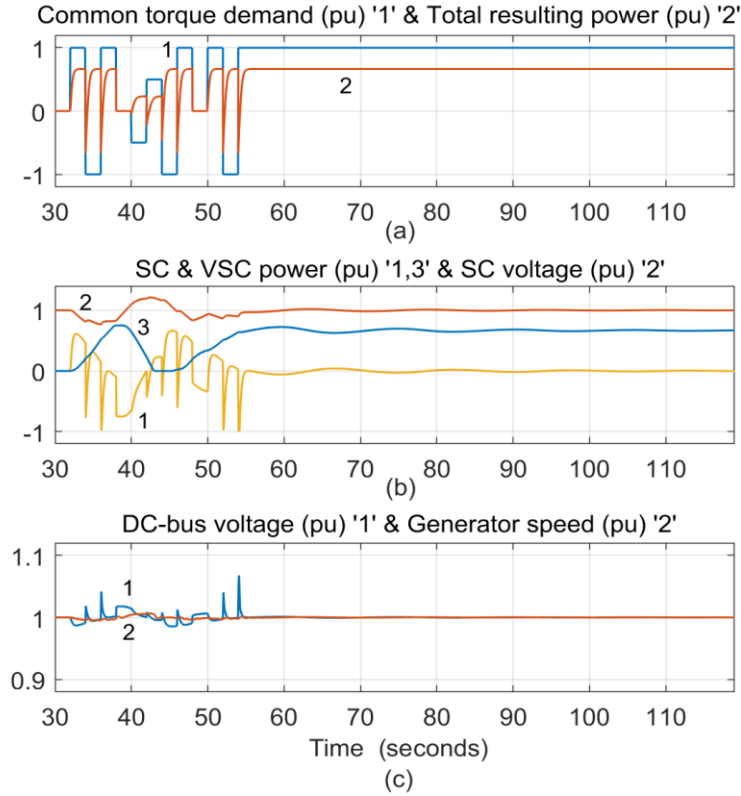 Common torque demand (pu) '1' & Total resulting power (pu) '2'
1
1
0
2
-1
30 40 50 60 70 80 90 100 110
(a)
SC & VSC power (pu) '1,3' & SC voltage (pu) '2'
1
2
3
0
1
-1
30 40 50 60 70 80 90 100 110
(b)
DC-bus voltage (pu) '1' & Generator speed (pu) '2'
1.1
1
1
2
0.9
30 40 50 60 70 80 90 100 110
Time (seconds)
(c)